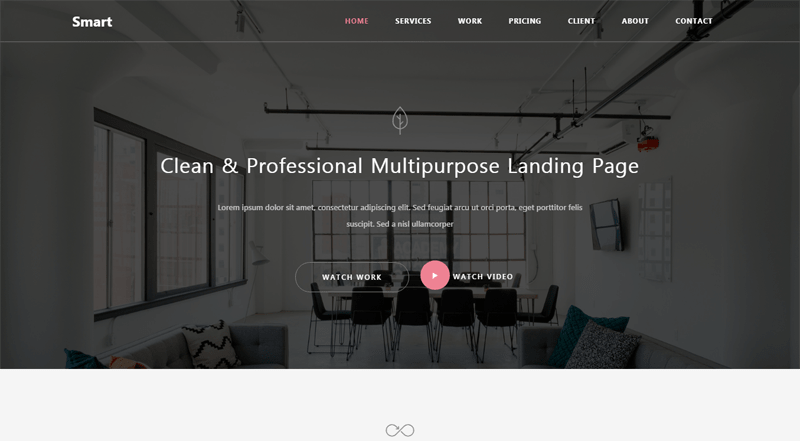 Smart
HOME SERVICES WORK PRICING CLIENT ABOUT CONTACT
Clean & Professional Multipurpose Landing Page
Lorem ipsum dolor sit amet, consectetur adipiscing elit. Sed feugiat arcu ut orci porta, eget porttitor felis
suscipit. Sed a nisl ullamcorper
WATCH WORK
WATCH VIDEO